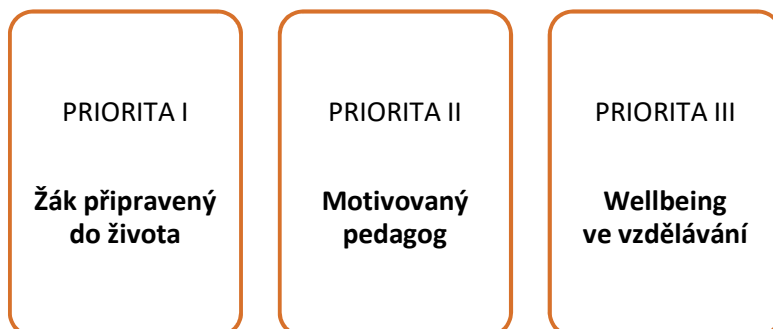 PRIORITA I
Žák připravený
do života
PRIORITA II
Motivovaný
pedagog
PRIORITA III
Wellbeing
ve vzdělávání